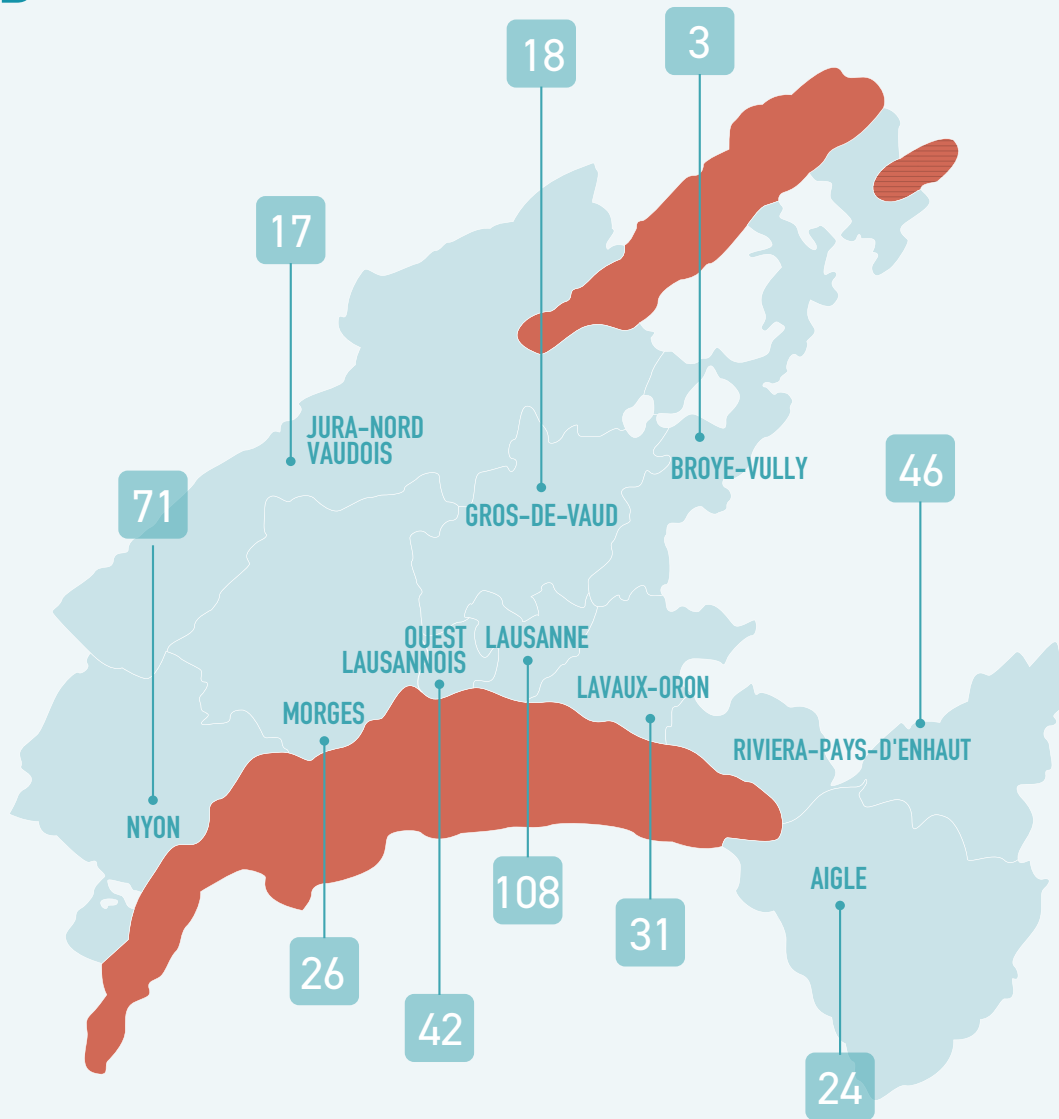 18
3
17
JURA-NORD
VAUDOIS
BROYE-VULLY
46
71
GROS-DE-VAUD
OUEST
LAUSANNOIS
LAUSANNE
LAVAUX-ORON
MORGES
RIVIERA-PAYS-D'ENHAUT
NYON
AIGLE
108
31
26
42
24